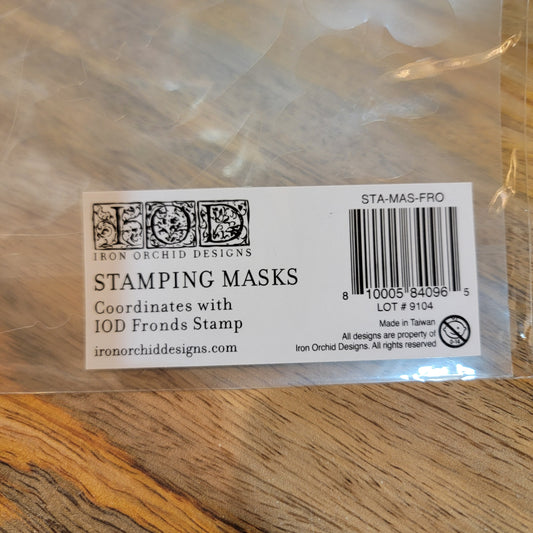 IOD
IRON ORCHID DESIGNS
STAMPING MASKS
Coordinates with
IOD Fronds Stamp
ironorchiddesigns.com
STA-MAS-FRO
8 10005 84096 5
LOT # 9104
Made in Taiwan
All designs are property of
Iron Orchid Designs. All rights reserved